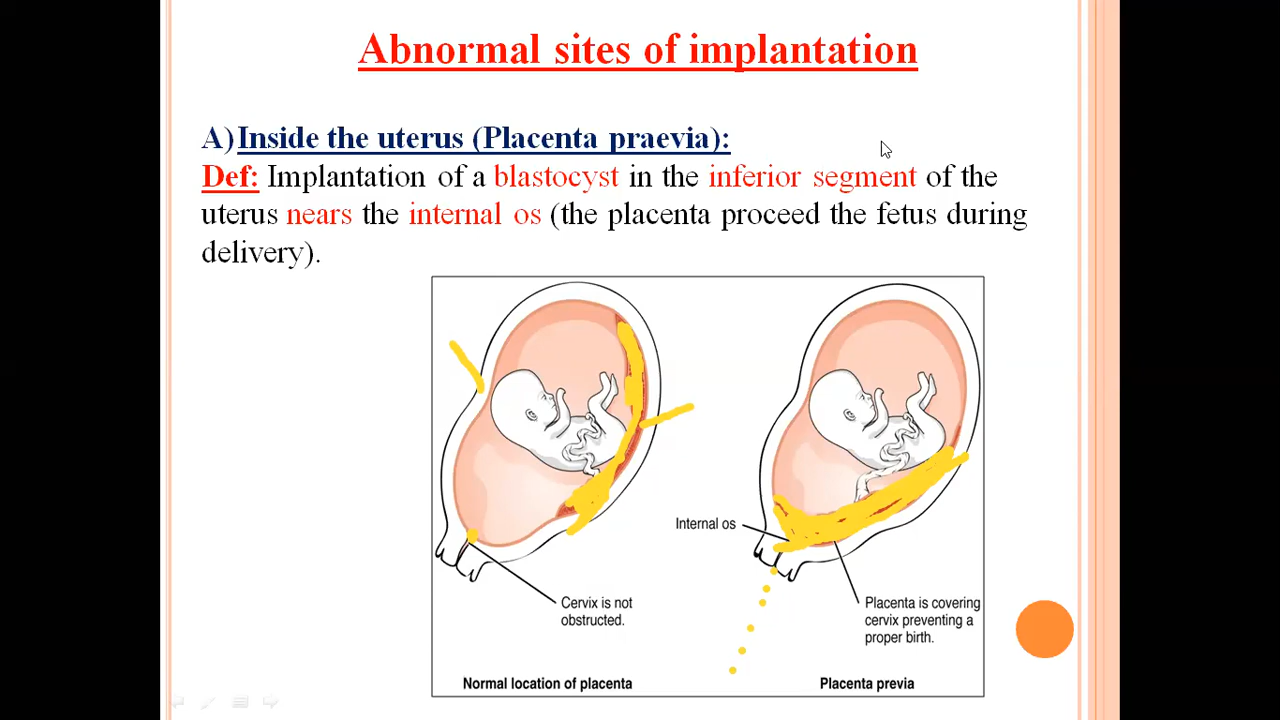 Abnormal sites of implantation
A) Inside the uterus (Placenta praevia):
Def: Implantation of a blastocyst in the inferior segment of the
uterus nears the internal os (the placenta proceed the fetus during
delivery).
Internal os
Cervix is not
obstructed.
Placenta is covering
cervix preventing a
proper birth.
Normal location of placenta
Placenta previa